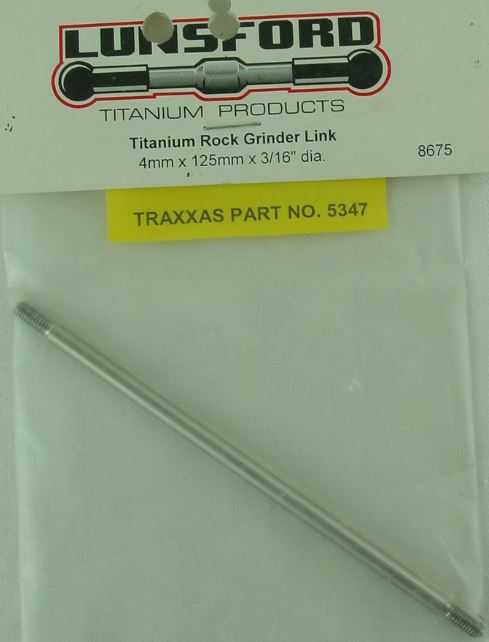 LUNSFORD
TITANIUM PRODUCTS
Titanium Rock Grinder Link
4mm x 125mm x 3/16" dia.
8675
TRAXXAS PART NO. 5347